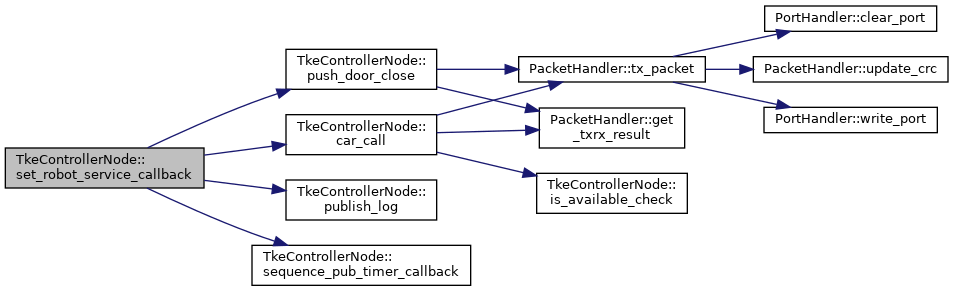 TkeControllerNode::
set_robot_service_callback
TkeControllerNode::
push_door_close
TkeControllerNode::
car_call
TkeControllerNode::
publish_log
TkeControllerNode::
sequence_pub_timer_callback
PacketHandler::tx_packet
PacketHandler::get
_txrx_result
TkeControllerNode::
is_available_check
PortHandler::clear_port
PacketHandler::update_crc
PortHandler::write_port